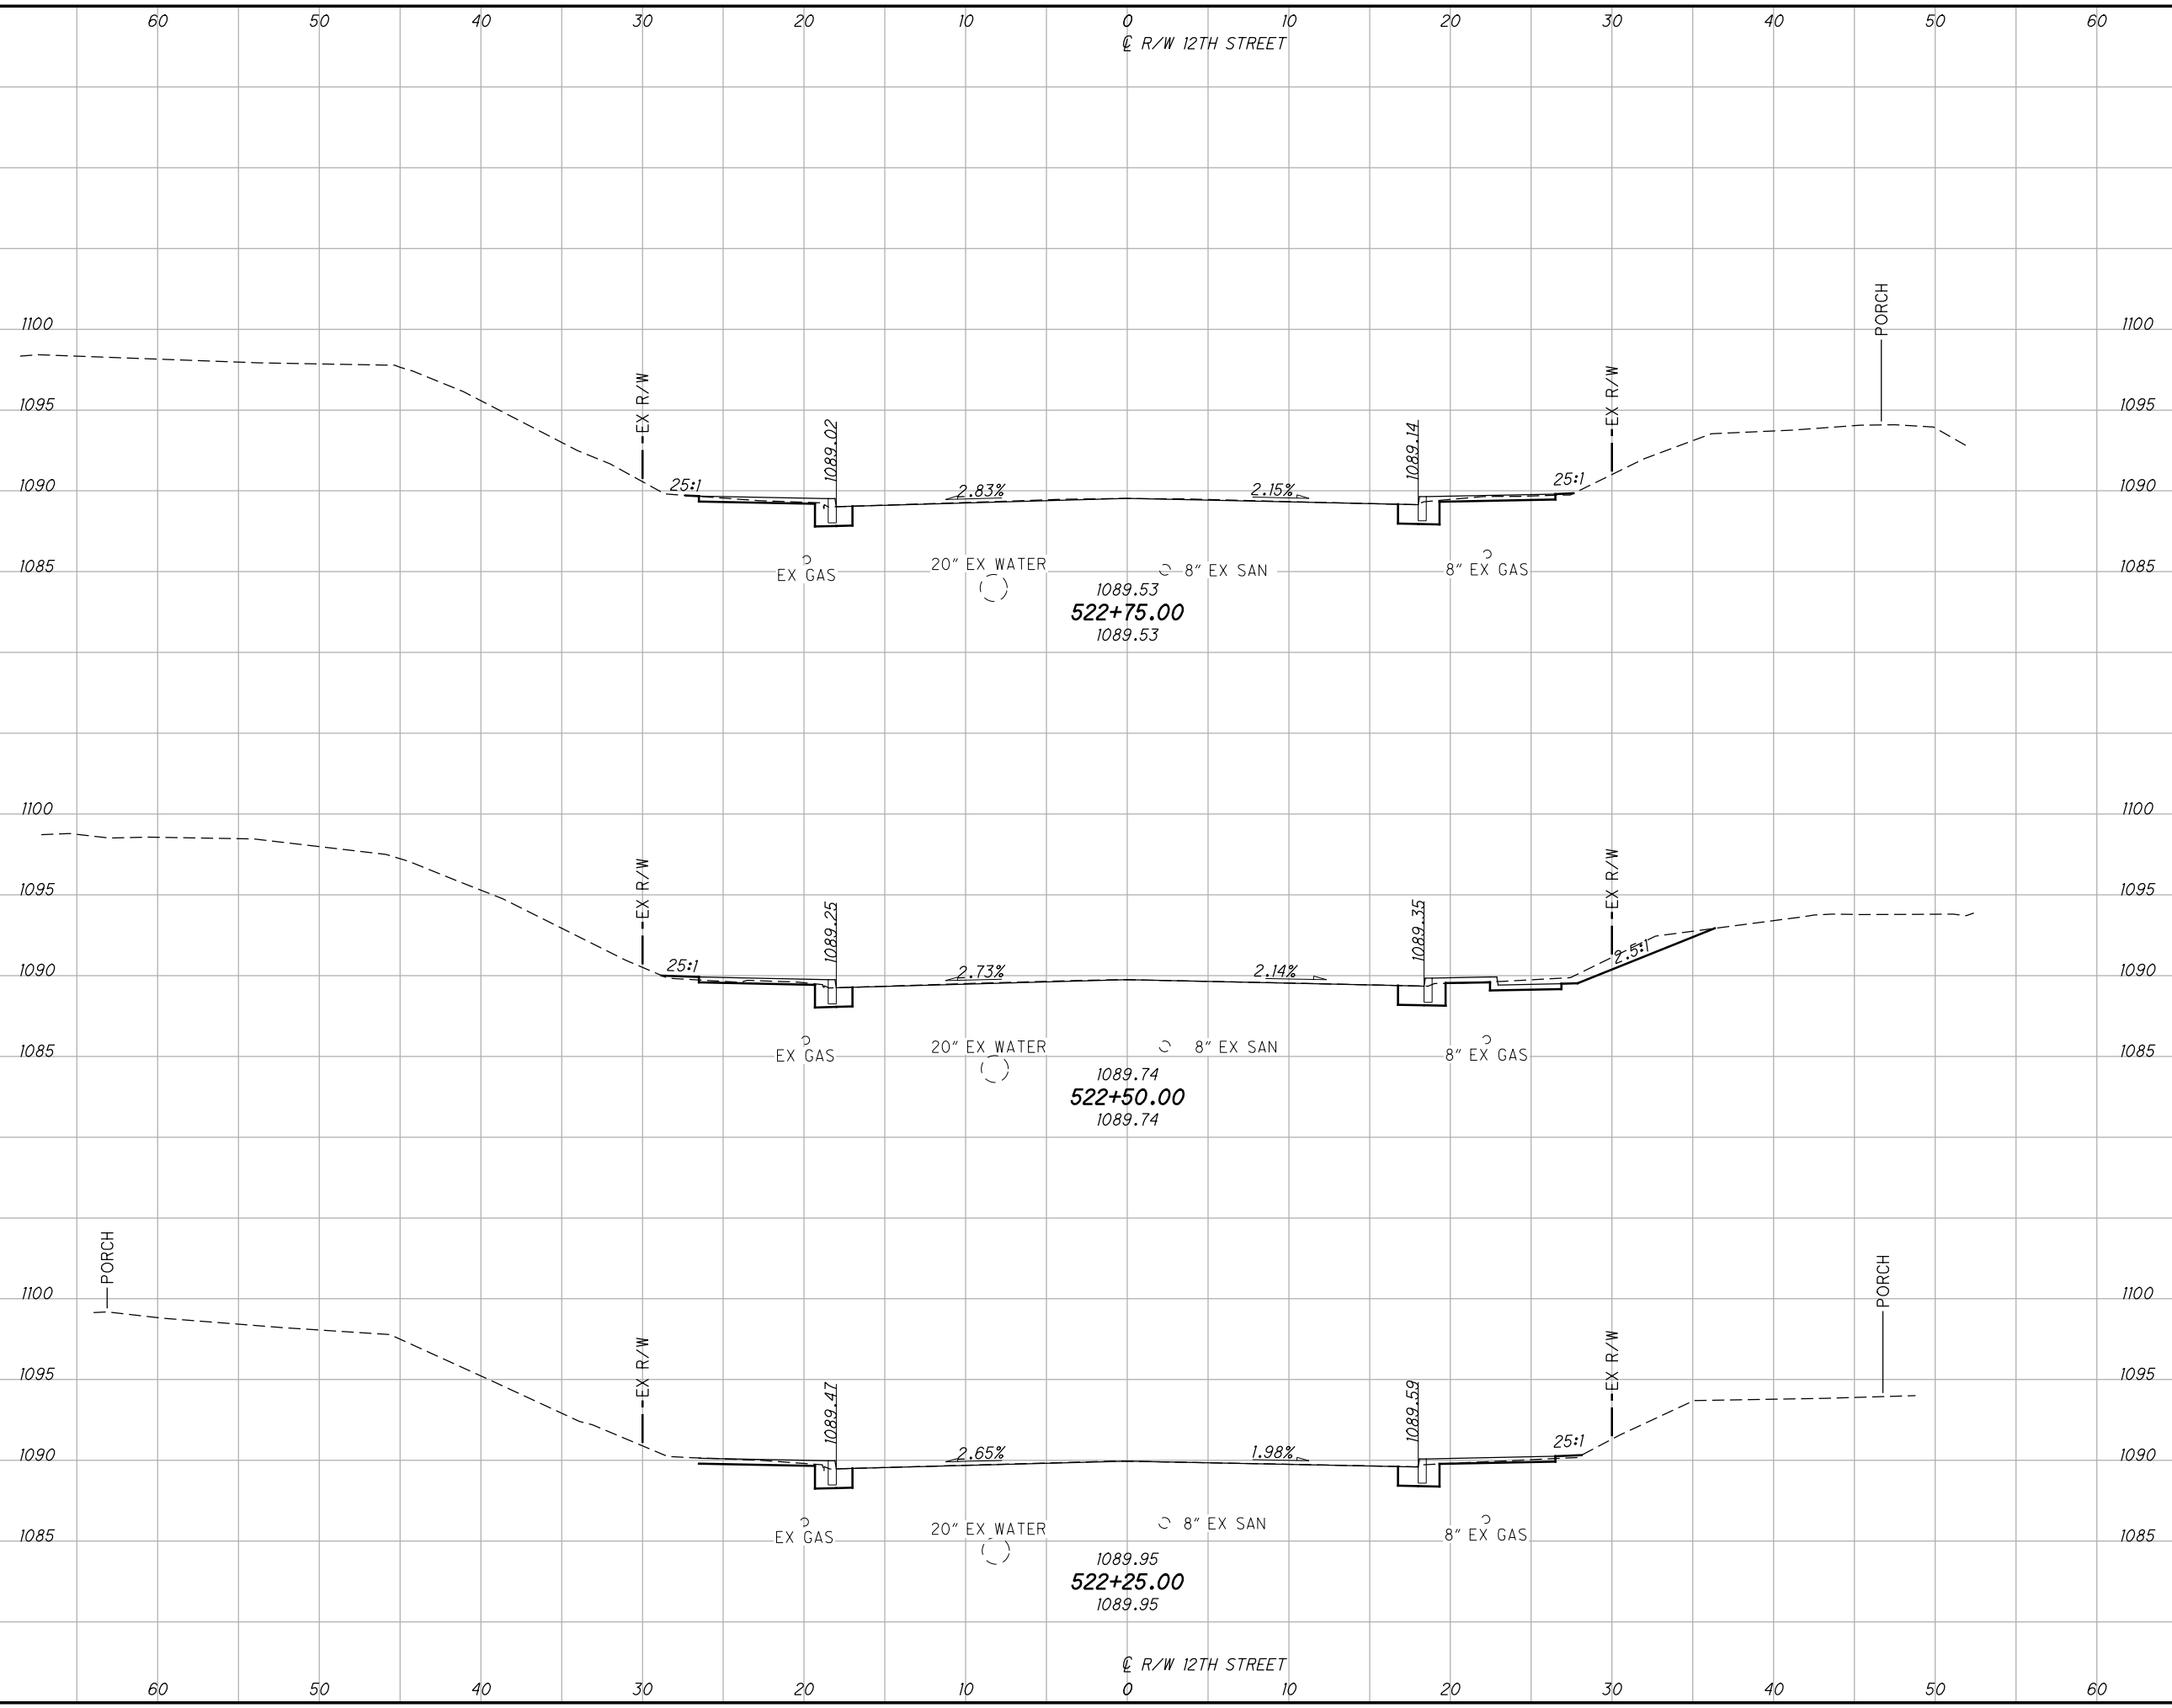 60 50 40 30 20 10 0 10 20 30 40 50 60
℄ R/W 12TH STREET
PORCH
1100 1100
EX R/W EX R/W
1095 1095
1089.02 1089.14
1090 25:1 2.83% 2.15% 25:1 1090
1085 EX GAS 20" EX WATER 8" EX SAN 8" EX GAS 1085
1089.53
522+75.00
1089.53
1100 1100
EX R/W EX R/W
1095 1095
1089.25 1089.35
1090 25:1 2.73% 2.14% 2.5:1 1090
1085 EX GAS 20" EX WATER 8" EX SAN 8" EX GAS 1085
1089.74
522+50.00
1089.74
PORCH PORCH
1100 1100
EX R/W EX R/W
1095 1095
1089.47 1089.59
1090 2.65% 1.98% 25:1 1090
1085 EX GAS 20" EX WATER 8" EX SAN 8" EX GAS 1085
1089.95
522+25.00
1089.95
℄ R/W 12TH STREET
60 50 40 30 20 10 0 10 20 30 40 50 60